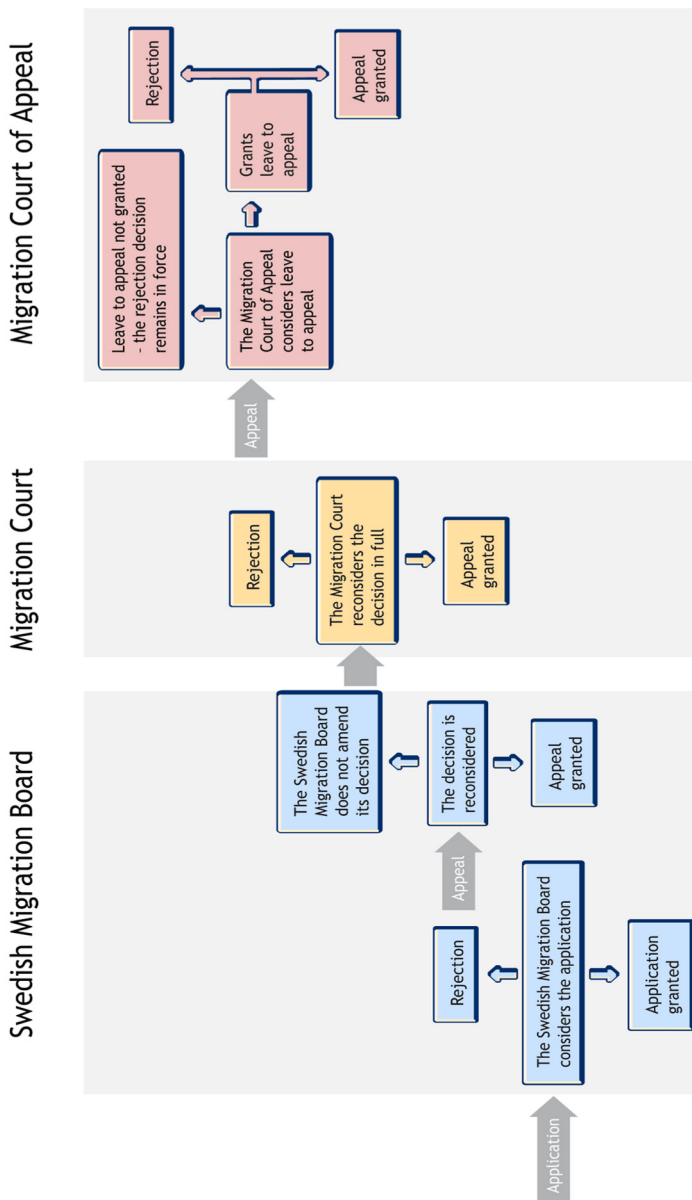 Swedish Migration Board
Migration Court
Migration Court of Appeal
Application
The Swedish Migration Board
considers the application
Rejection
Application
granted
Appeal
The decision is
reconsidered
The Swedish
Migration Board
does not amend
its decision
Appeal
granted
The Migration Court
reconsiders the
decision in full
Rejection
Appeal
granted
Appeal
The Migration
Court of Appeal
considers leave
to appeal
Leave to appeal not granted
- the rejection decision
remains in force
Grants
leave to
appeal
Rejection
Appeal
granted